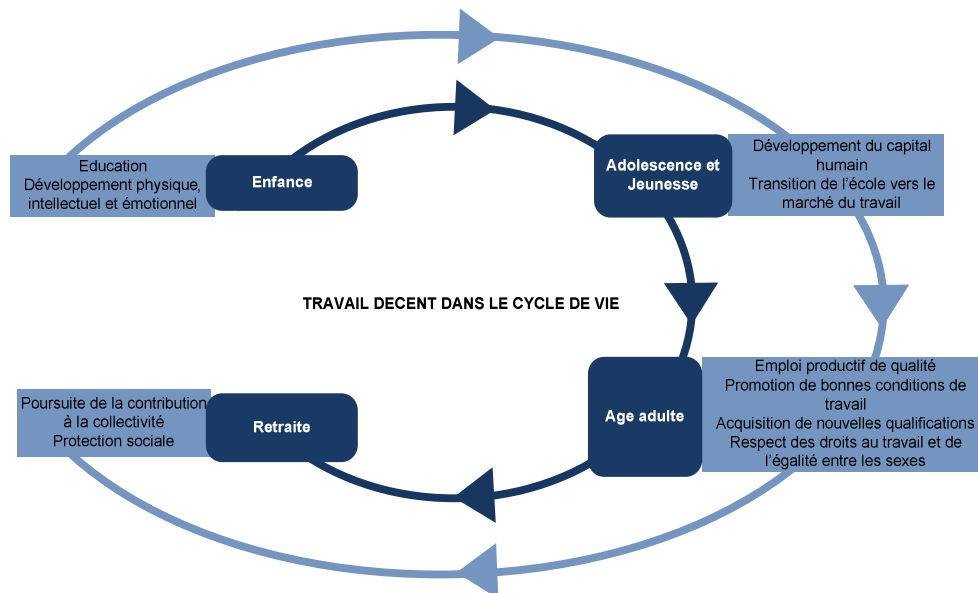 Education
Développement physique,
intellectuel et émotionnel
Enfance
Adolescence et
Jeunesse
Développement du capital
humain
Transition de l'école vers le
marché du travail
TRAVAIL DECENT DANS LE CYCLE DE VIE
Poursuite de la contribution
à la collectivité
Protection sociale
Retraite
Age adulte
Emploi productif de qualité
Promotion de bonnes conditions de
travail
Acquisition de nouvelles qualifications
Respect des droits au travail et de
l'égalité entre les sexes